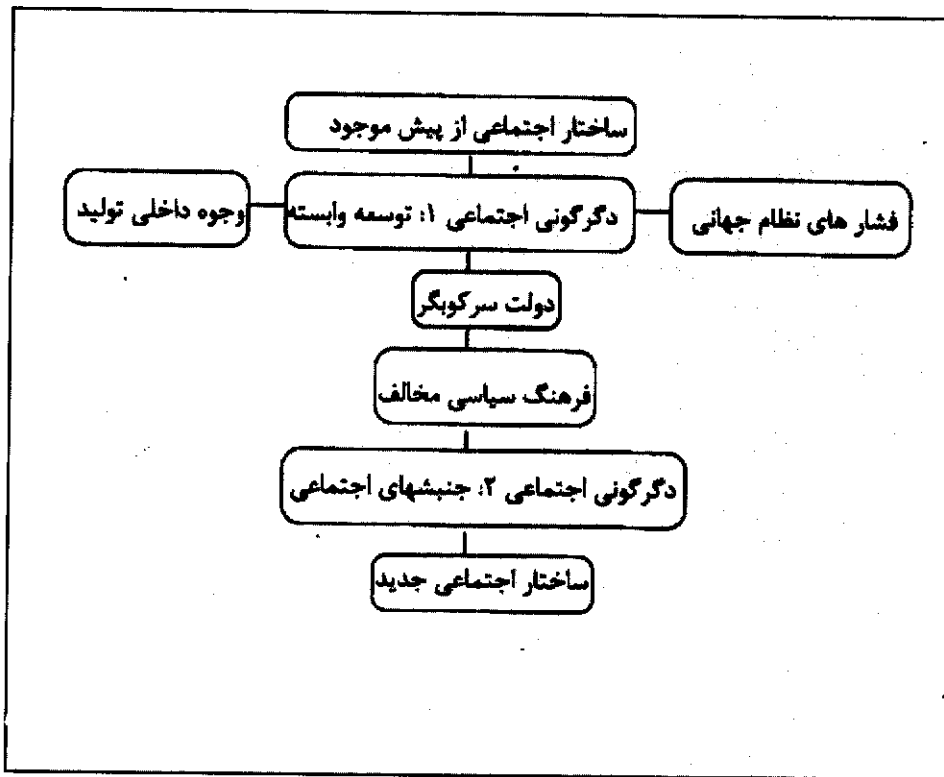 ساختار اجتماعی از پیش موجود
فشار های نظام جهانی
دگرگونی اجتماعی ۱: توسعه وابسته
وجوه داخلی تولید
دولت سرکوبگر
فرهنگ سیاسی مخالف
دگرگونی اجتماعی ۲: جنبشهای اجتماعی
ساختار اجتماعی جدید